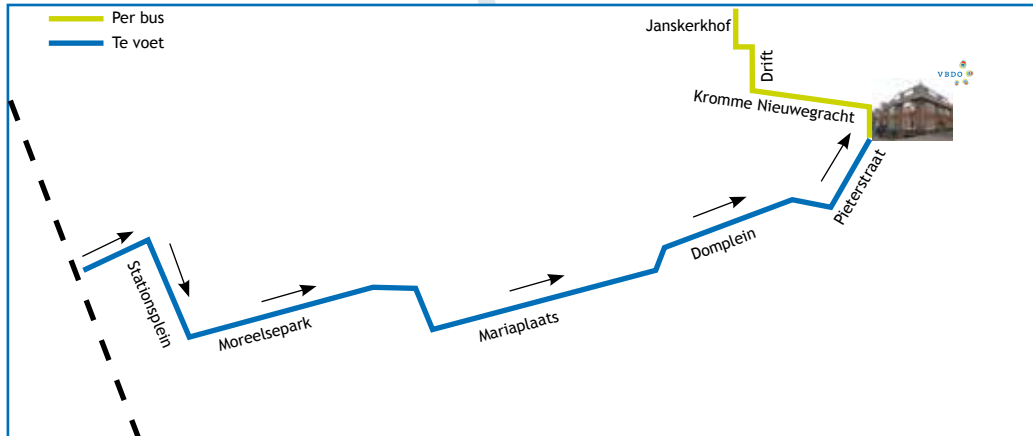 Per bus
Te voet
Janskerkhof
Drift
VBDO
Kromme Nieuwegracht
Pieterstraat
Domplein
Stationsplein
Moreelsepark
Mariaplaats